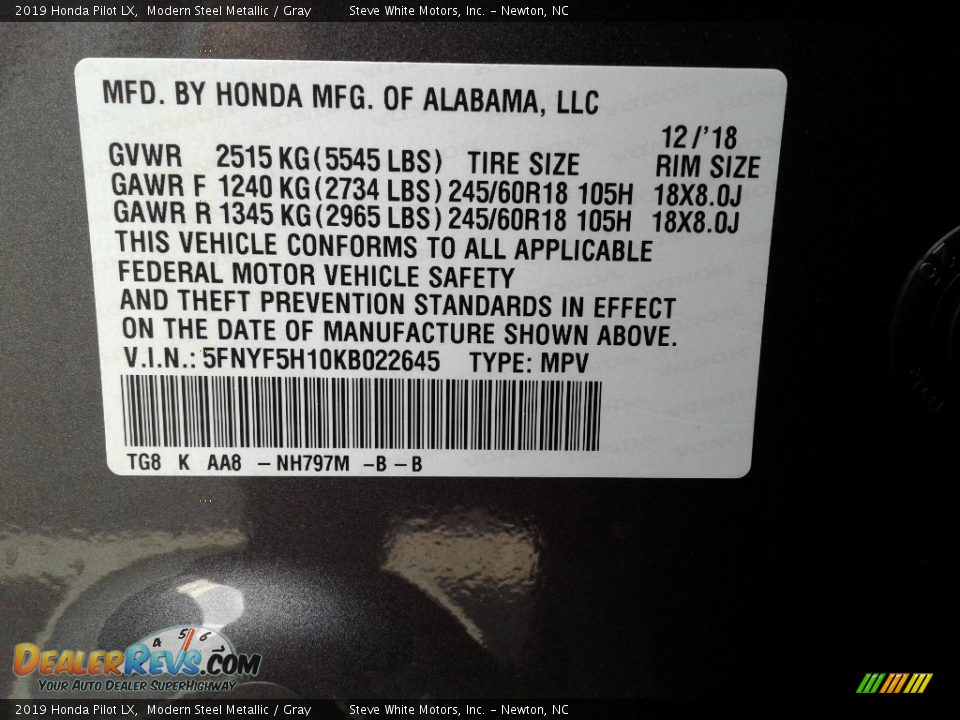 2019 Honda Pilot LX,  Modern Steel Metallic / Gray        Steve White Motors, Inc. - Newton, NC
MFD. BY HONDA MFG. OF ALABAMA, LLC
12/'18
GVWR 2515 KG(5545 LBS) TIRE SIZE RIM SIZE
GAWR F 1240 KG(2734 LBS) 245/60R18 105H 18X8.0J
GAWR R 1345 KG(2965 LBS) 245/60R18 105H 18X8.0J
THIS VEHICLE CONFORMS TO ALL APPLICABLE
FEDERAL MOTOR VEHICLE SAFETY
AND THEFT PREVENTION STANDARDS IN EFFECT
ON THE DATE OF MANUFACTURE SHOWN ABOVE.
V.I.N.: 5FNYF5H10KB022645 TYPE: MPV
TG8 K AA8 -NH797M -B-B
4 5 6
DEALERREVS.COM
YOUR AUTO DEALER SUPERHIGHWAY
2019 Honda Pilot LX,  Modern Steel Metallic / Gray        Steve White Motors, Inc. - Newton, NC